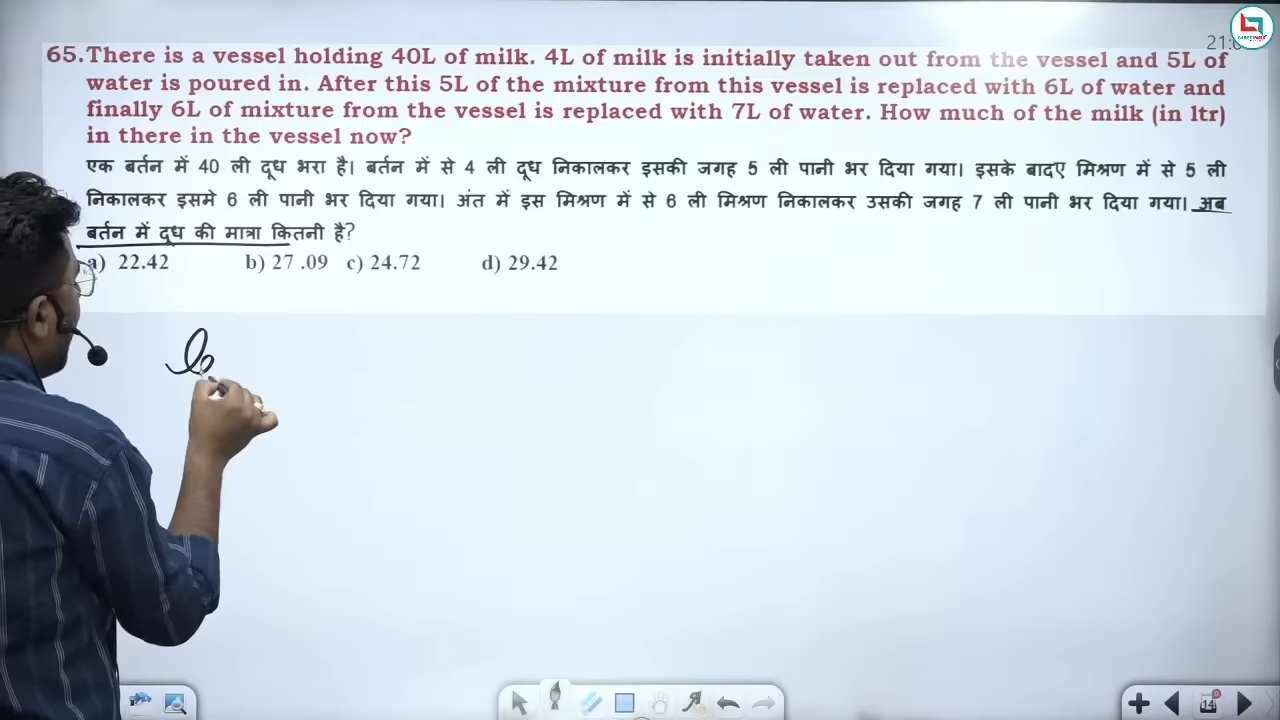 65.There is a vessel holding 40L of milk. 4L of milk is initially taken out from the vessel and 5L of
water is poured in. After this 5L of the mixture from this vessel is replaced with 6L of water and
finally 6L of mixture from the vessel is replaced with 7L of water. How much of the milk (in ltr)
in there in the vessel now?
एक बर्तन में 40 ली दूध भरा है। बर्तन में से 4 ली दूध निकालकर इसकी जगह 5 ली पानी भर दिया गया। इसके बादए मिश्रण में से 5 ली
निकालकर इसमे 6 ली पानी भर दिया गया। अंत में इस मिश्रण में से 6 ली मिश्रण निकालकर उसकी जगह 7 ली पानी भर दिया गया। अब
बर्तन में दूध की मात्रा कितनी है?
a) 22.42 b) 27 .09 c) 24.72 d) 29.42